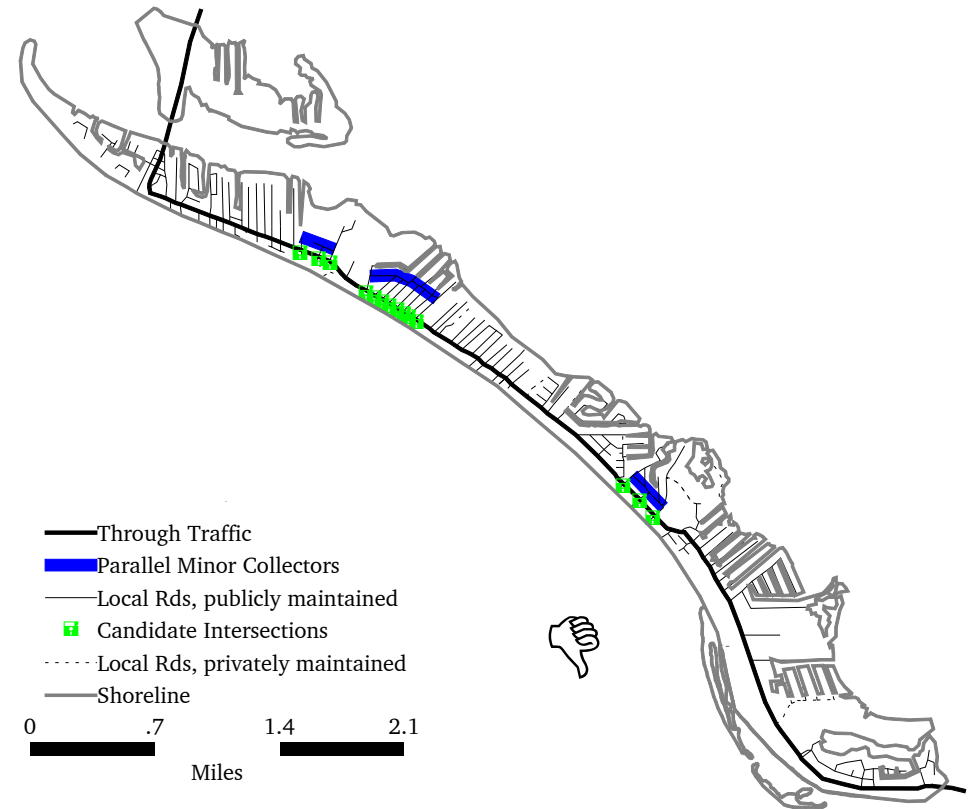 Through Traffic
Parallel Minor Collectors
Local Rds, publicly maintained
Candidate Intersections
Local Rds, privately maintained
Shoreline
0 .7 1.4 2.1
Miles